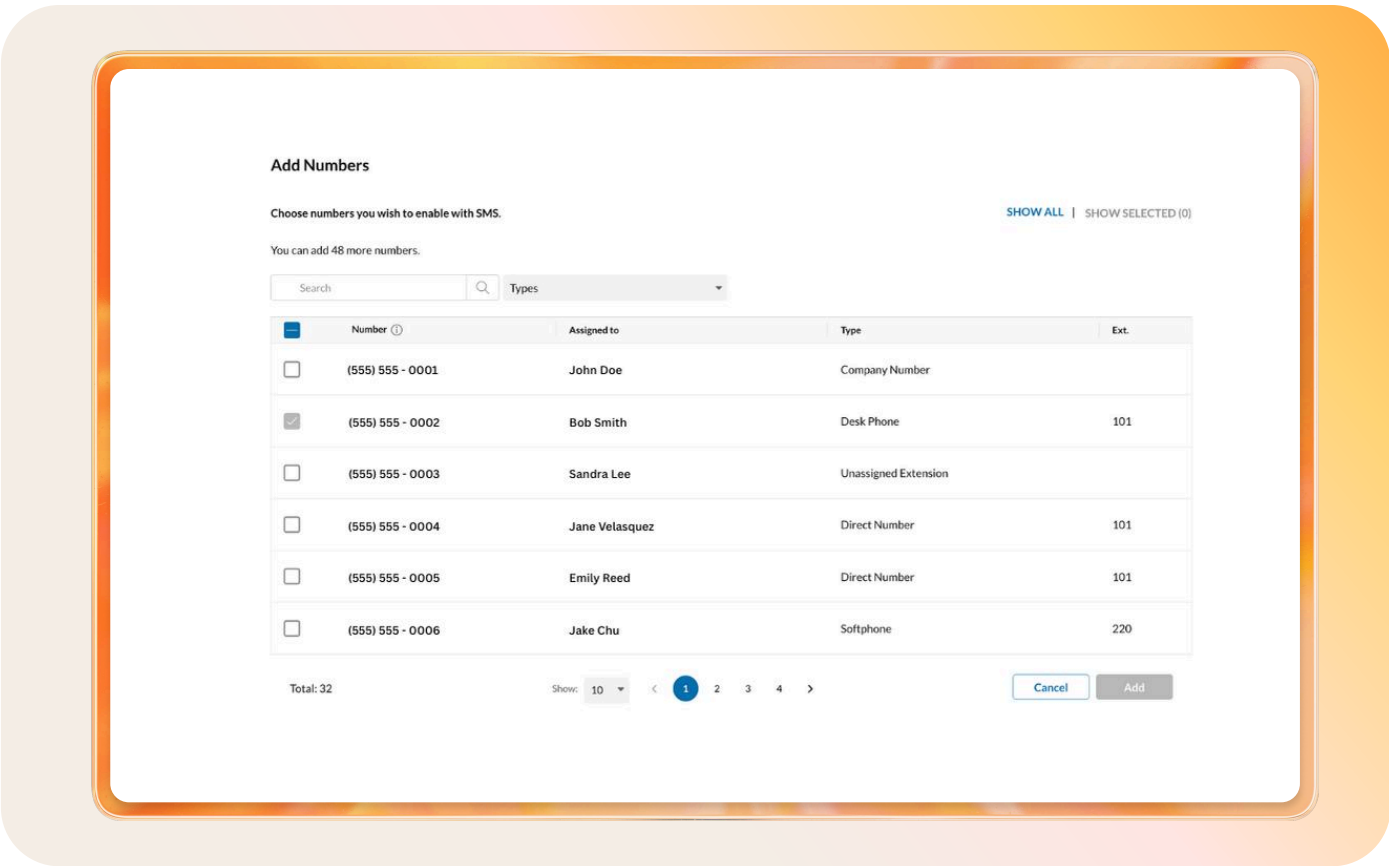 Add Numbers
Choose numbers you wish to enable with SMS.
SHOW ALL | SHOW SELECTED (0)
You can add 48 more numbers.
Search Types
Number Assigned to Type Ext.
(555) 555 - 0001 John Doe Company Number
(555) 555 - 0002 Bob Smith Desk Phone 101
(555) 555 - 0003 Sandra Lee Unassigned Extension
(555) 555 - 0004 Jane Velasquez Direct Number 101
(555) 555 - 0005 Emily Reed Direct Number 101
(555) 555 - 0006 Jake Chu Softphone 220
Total: 32 Show: 10 < 1 2 3 4 > Cancel Add